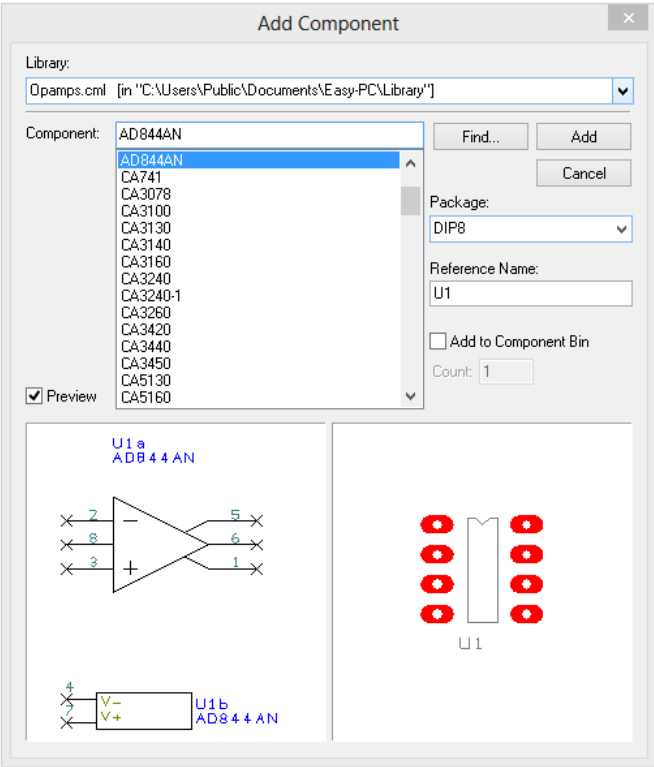 Add Component
Library:
Opamps.cml [in "C:\Users\Public\Documents\Easy-PC\Library"]
Component:
AD844AN
Find...
Add
Cancel
AD844AN
CA741
CA3078
CA3100
CA3130
CA3140
CA3160
CA3240
CA3240-1
CA3260
CA3420
CA3440
CA3450
CA5130
CA5160
Package:
DIP8
Reference Name:
U1
Add to Component Bin
Count: 1
Preview
U1a
AD844AN
2
8
3
5
6
1
4
7
V-
V+
U1b
AD844AN
U1